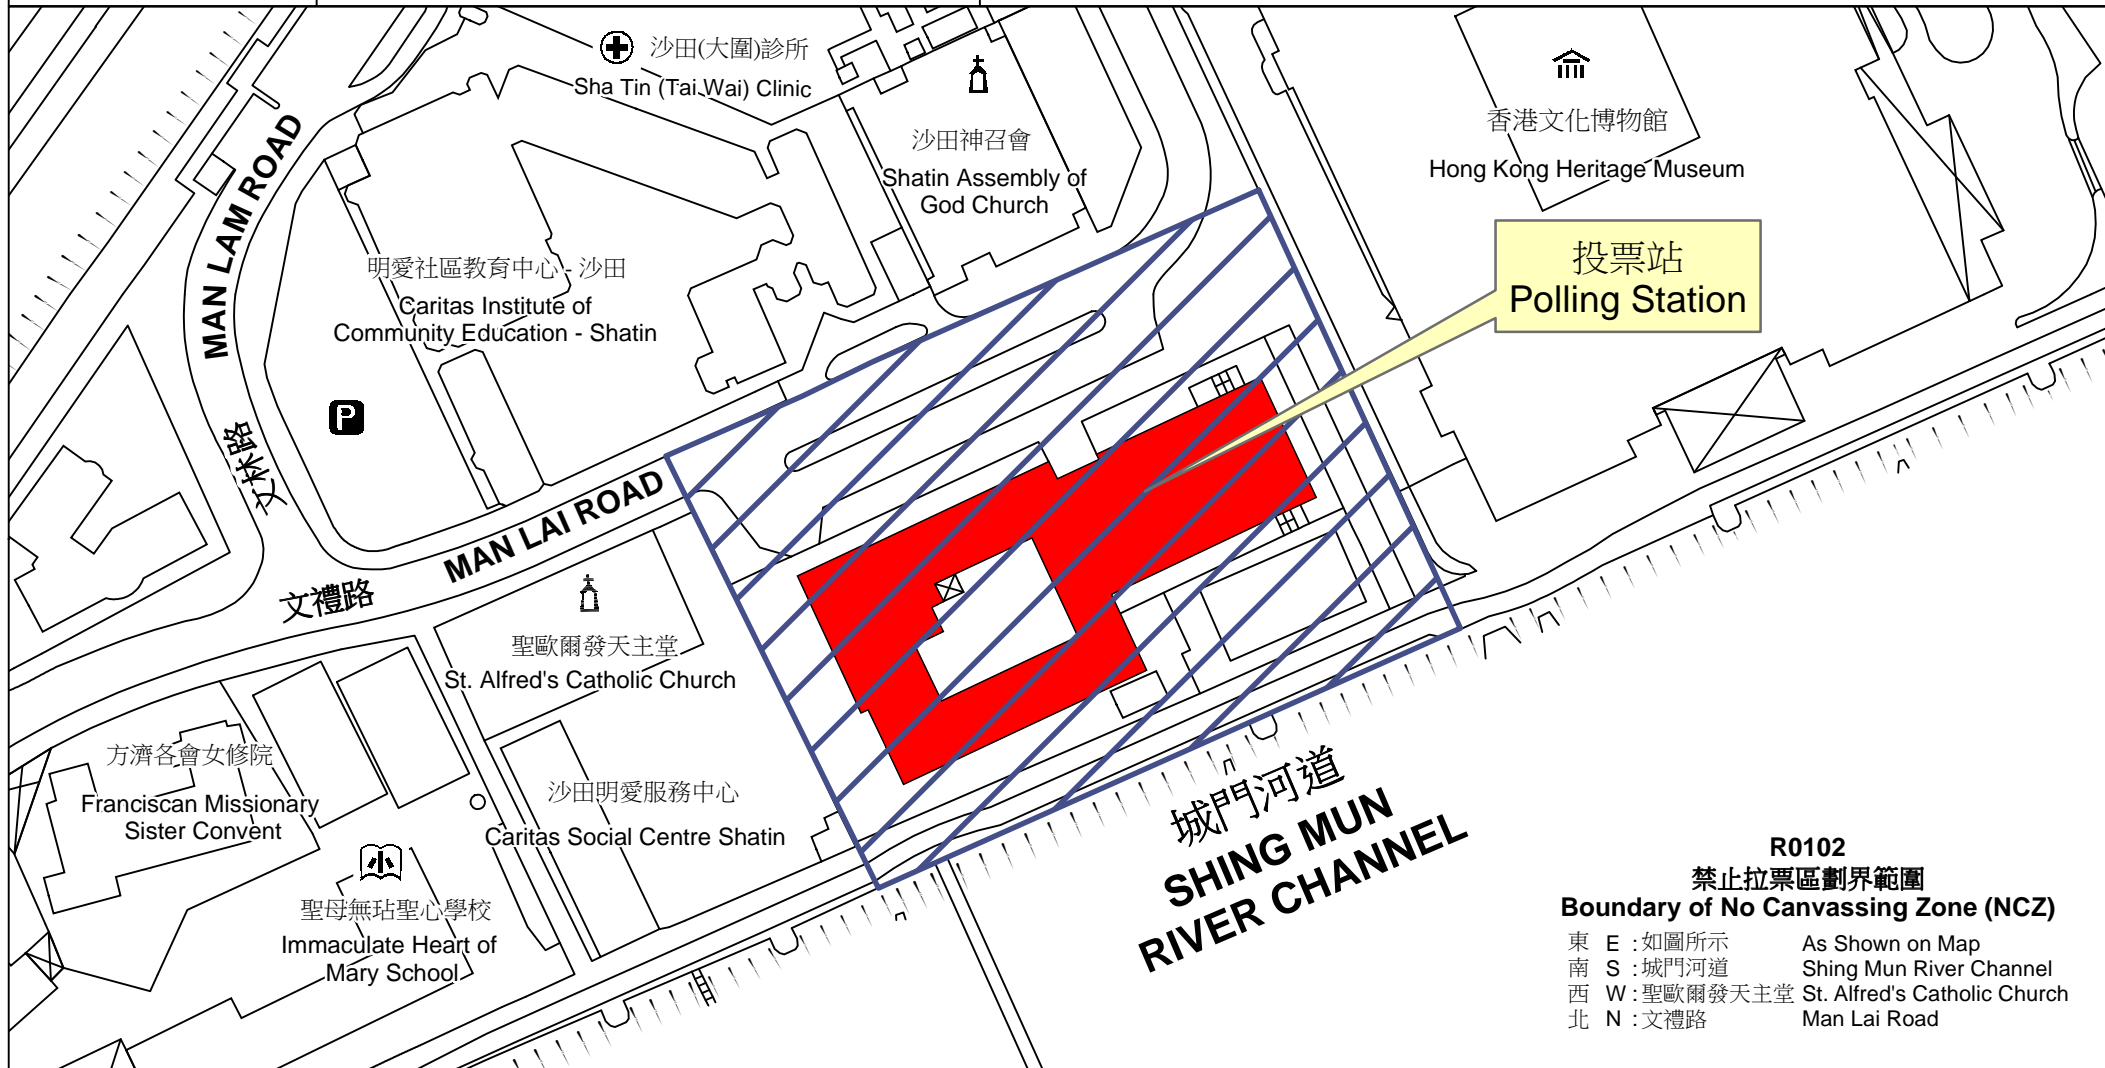 沙田(大圍)診所
Sha Tin (Tai Wai) Clinic
沙田神召會
Shatin Assembly of
God Church
香港文化博物館
Hong Kong Heritage Museum
MAN LAM ROAD
文林路
明愛社區教育中心 - 沙田
Caritas Institute of
Community Education - Shatin
投票站
Polling Station
P
MAN LAI ROAD
文禮路
聖歐爾發天主堂
St. Alfred's Catholic Church
方濟各會女修院
Franciscan Missionary
Sister Convent
沙田明愛服務中心
Caritas Social Centre Shatin
小
聖母無玷聖心學校
Immaculate Heart of
Mary School
城門河道
SHING MUN
RIVER CHANNEL
R0102
禁止拉票區劃界範圍
Boundary of No Canvassing Zone (NCZ)
東 E : 如圖所示 As Shown on Map
南 S : 城門河道 Shing Mun River Channel
西 W : 聖歐爾發天主堂 St. Alfred's Catholic Church
北 N : 文禮路 Man Lai Road